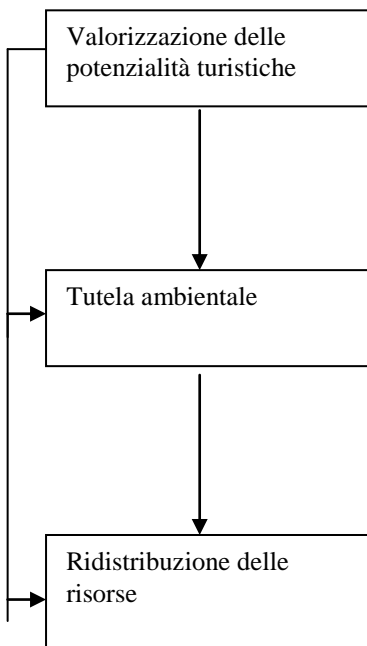 Valorizzazione delle
potenzialità turistiche
Tutela ambientale
Ridistribuzione delle
risorse